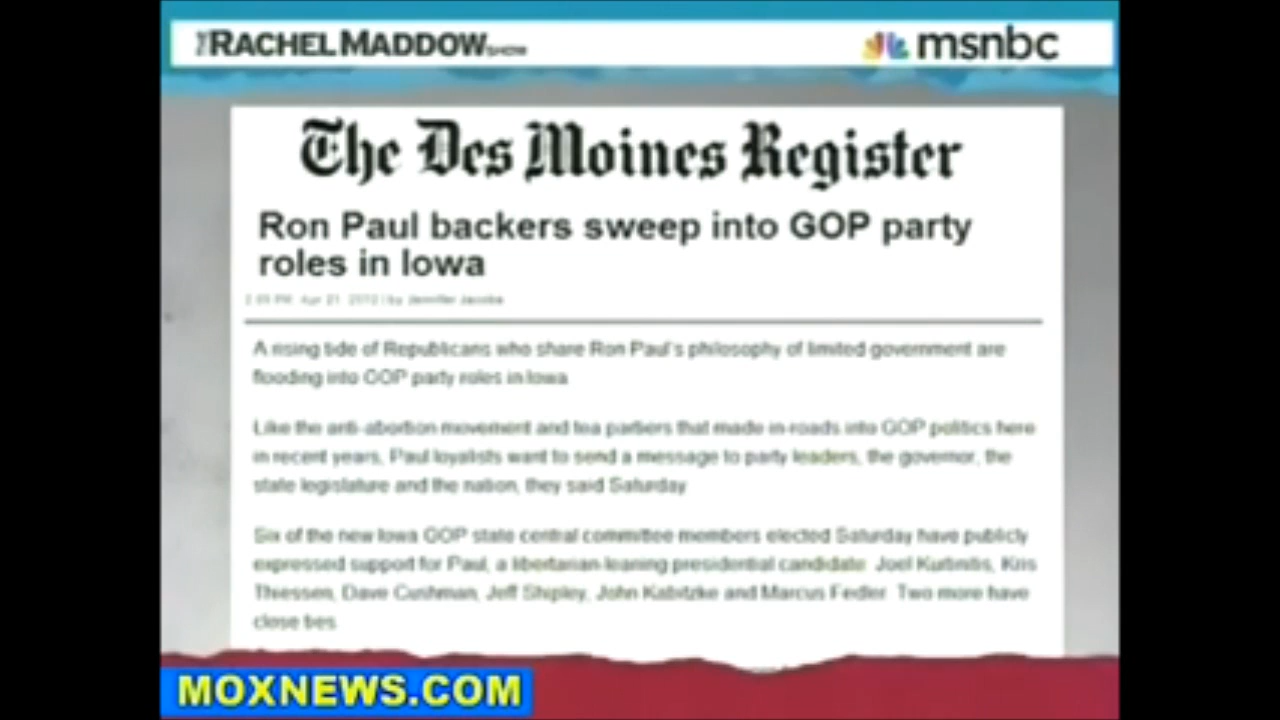 THE RACHEL MADDOW SHOW
msnbc
The Des Moines Register
Ron Paul backers sweep into GOP party
roles in Iowa
Apr 21, 2012 | by Jennifer Jacobs
A rising tide of Republicans who share Ron Paul's philosophy of limited government are
flooding into GOP party roles in Iowa.
Like the anti-abortion movement and tea partiers that made in-roads into GOP politics here
in recent years, Paul loyalists want to send a message to party leaders, the governor, the
state legislature and the nation, they said Saturday.
Six of the new Iowa GOP state central committee members elected Saturday have publicly
expressed support for Paul, a libertarian-leaning presidential candidate: Joel Kurtinitis, Kris
Thiessen, Dave Cushman, Jeff Shipley, John Kabitzke and Marcus Fedler. Two more have
close ties.
MOXNEWS.COM